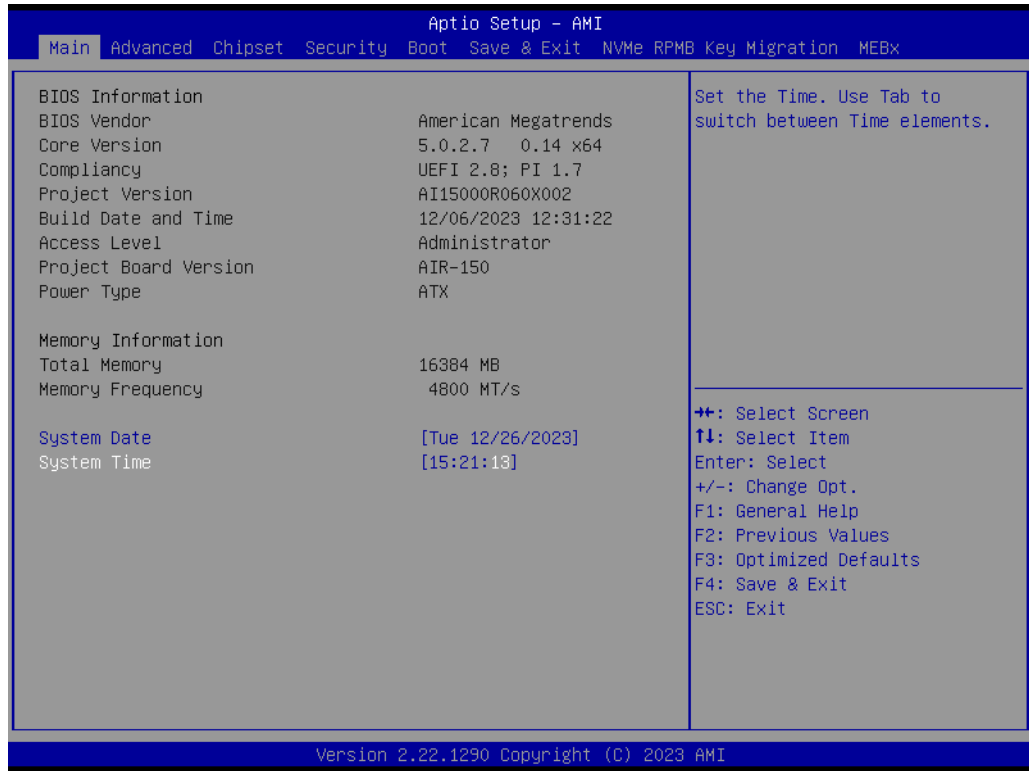 Aptio Setup – AMI
Main Advanced Chipset Security Boot Save & Exit NVMe RPMB Key Migration MEBx
BIOS Information
BIOS Vendor American Megatrends
Core Version 5.0.2.7 0.14 x64
Compliancy UEFI 2.8; PI 1.7
Project Version AI15000R060X002
Build Date and Time 12/06/2023 12:31:22
Access Level Administrator
Project Board Version AIR-150
Power Type ATX
Memory Information
Total Memory 16384 MB
Memory Frequency 4800 MT/s
System Date [Tue 12/26/2023]
System Time [15:21:13]
Set the Time. Use Tab to
switch between Time elements.
→←: Select Screen
↑↓: Select Item
Enter: Select
+/-: Change Opt.
F1: General Help
F2: Previous Values
F3: Optimized Defaults
F4: Save & Exit
ESC: Exit
Version 2.22.1290 Copyright (C) 2023 AMI